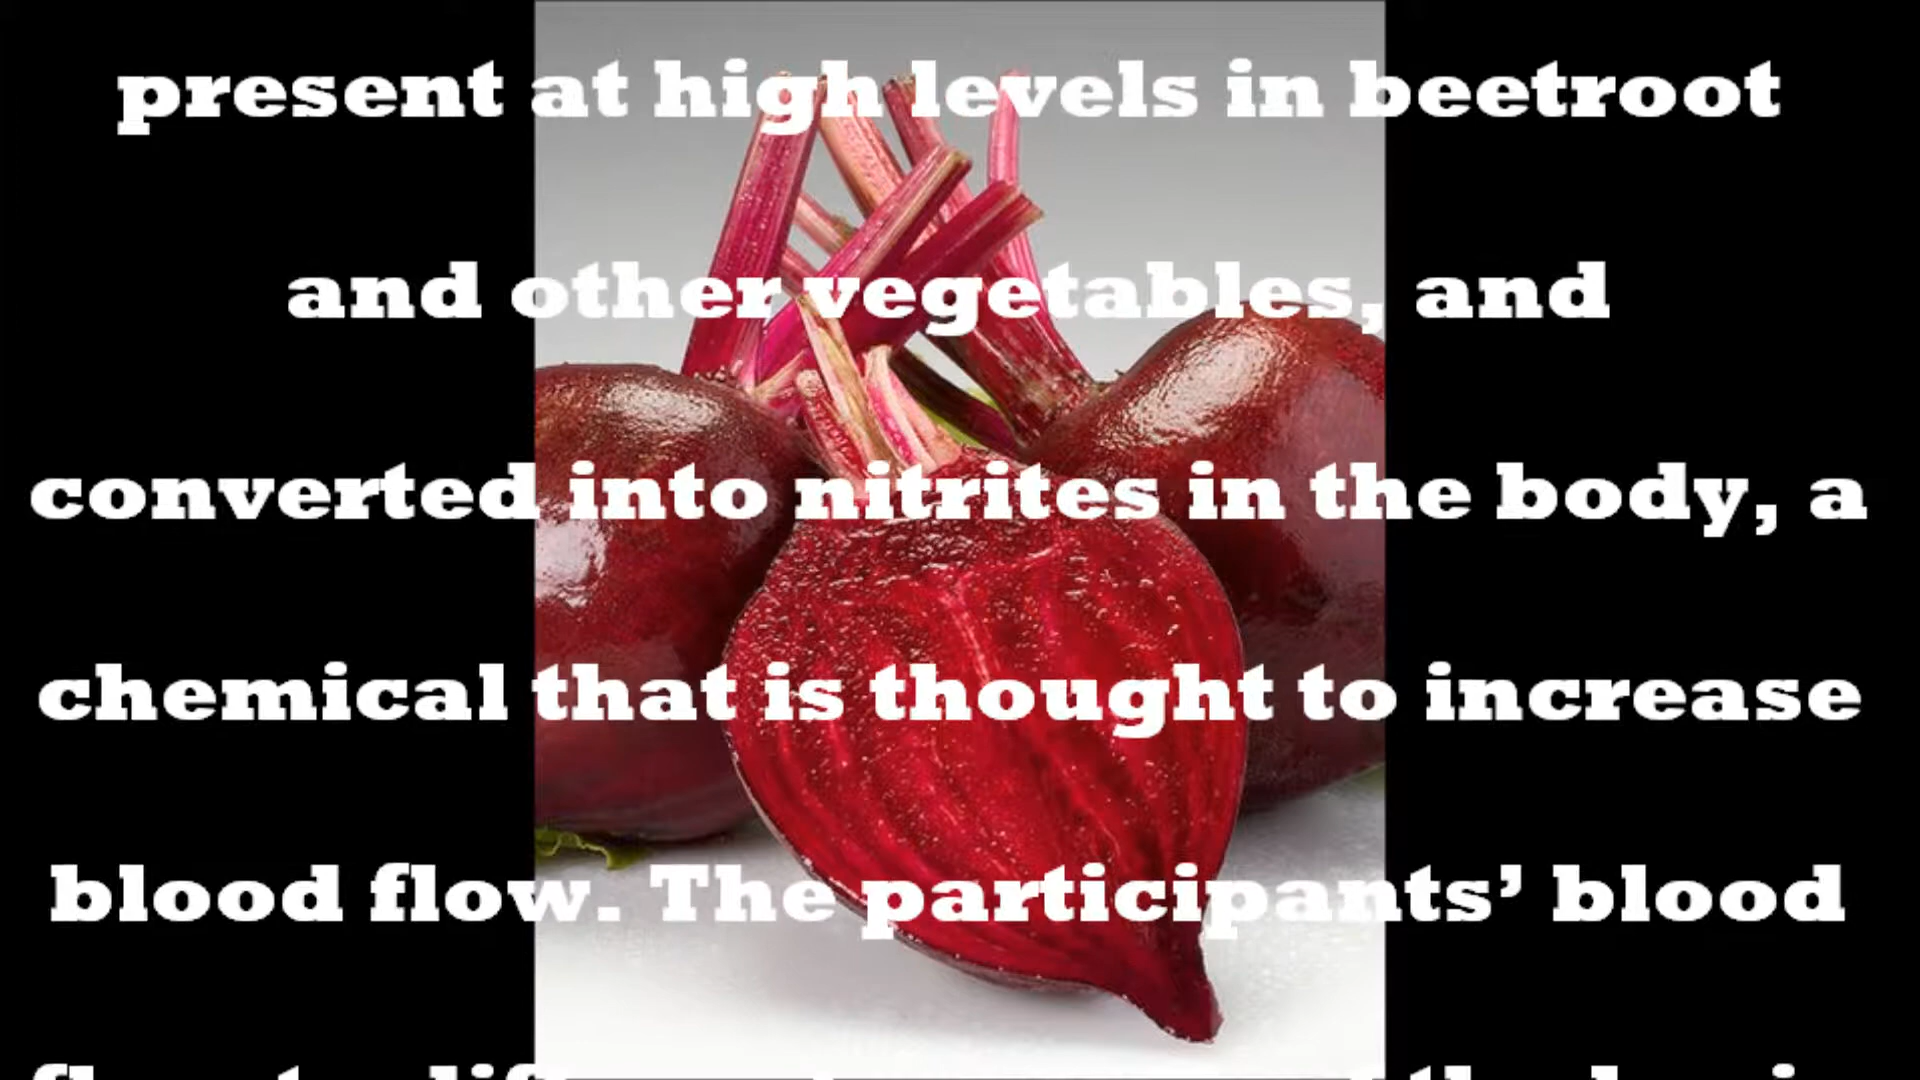 present at high levels in beetroot
and other vegetables, and
converted into nitrites in the body, a
chemical that is thought to increase
blood flow. The participants’ blood